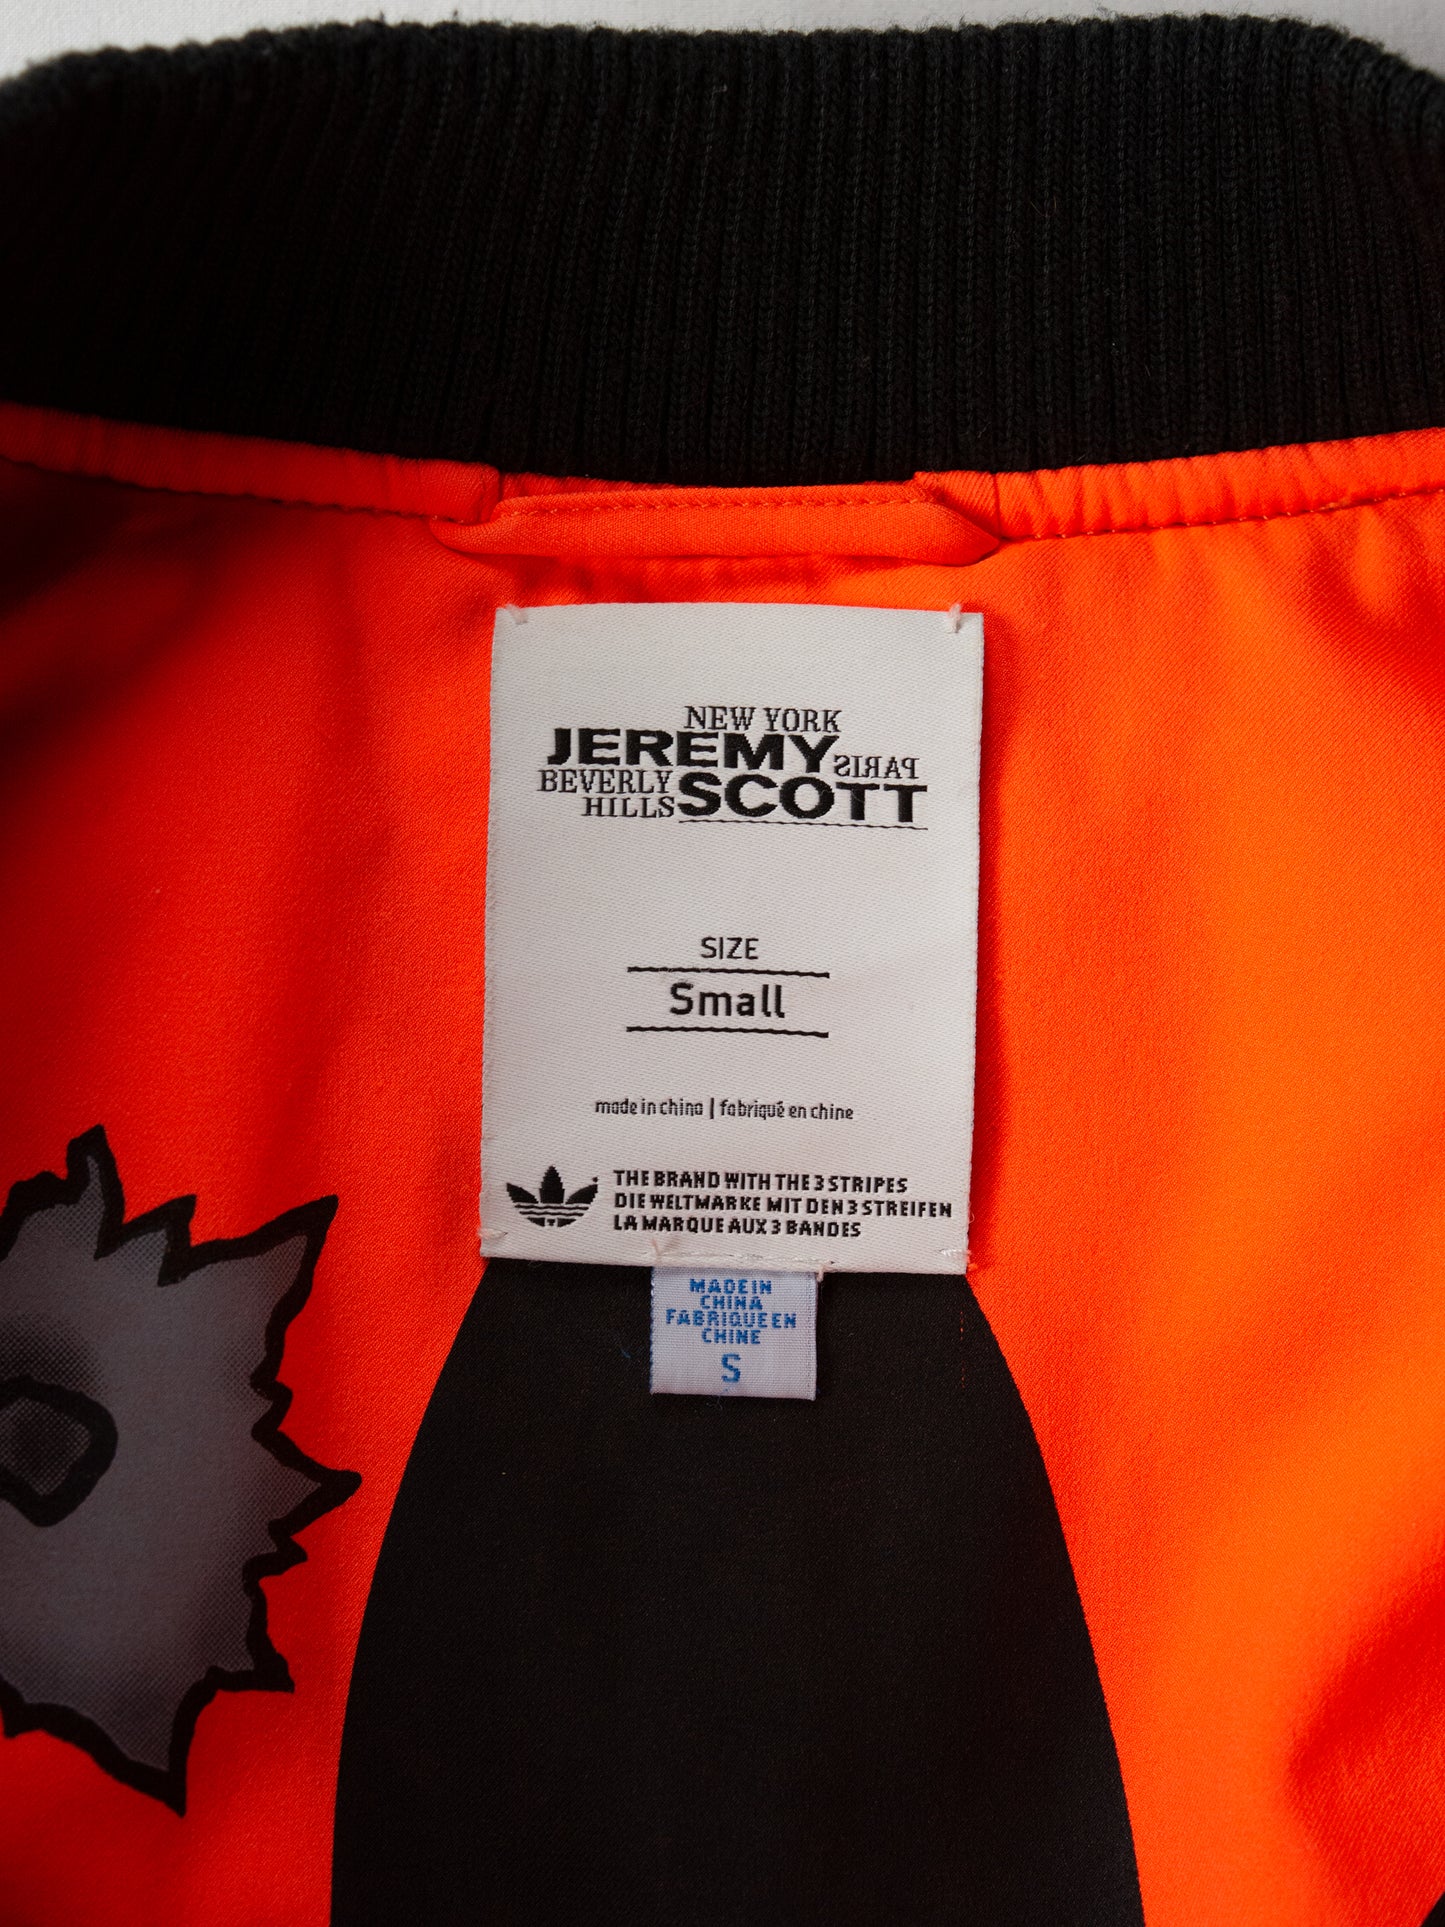 NEW YORK
JEREMY PARIS
BEVERLY
HILLS SCOTT
SIZE
Small
made in china | fabriqué en chine
THE BRAND WITH THE 3 STRIPES
DIE WELTMARKE MIT DEN 3 STREIFEN
LA MARQUE AUX 3 BANDES
MADE IN
CHINA
FABRIQUE EN
CHINE
S